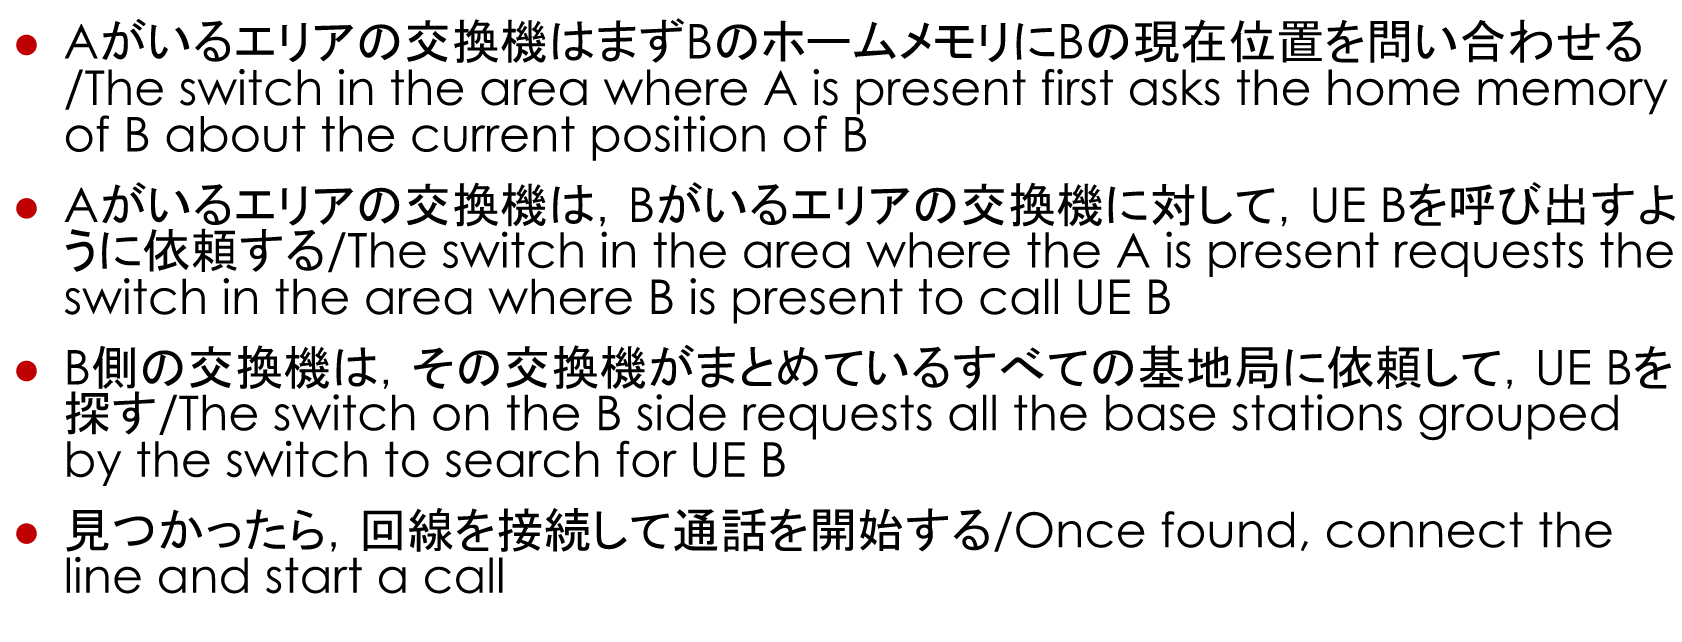 ● Aがいるエリアの交換機はまずBのホームメモリにBの現在位置を問い合わせる
/The switch in the area where A is present first asks the home memory
of B about the current position of B
● Aがいるエリアの交換機は，Bがいるエリアの交換機に対して，UE Bを呼び出すよ
うに依頼する/The switch in the area where the A is present requests the
switch in the area where B is present to call UE B
● B側の交換機は，その交換機がまとめているすべての基地局に依頼して，UE Bを
探す/The switch on the B side requests all the base stations grouped
by the switch to search for UE B
● 見つかったら，回線を接続して通話を開始する/Once found, connect the
line and start a call